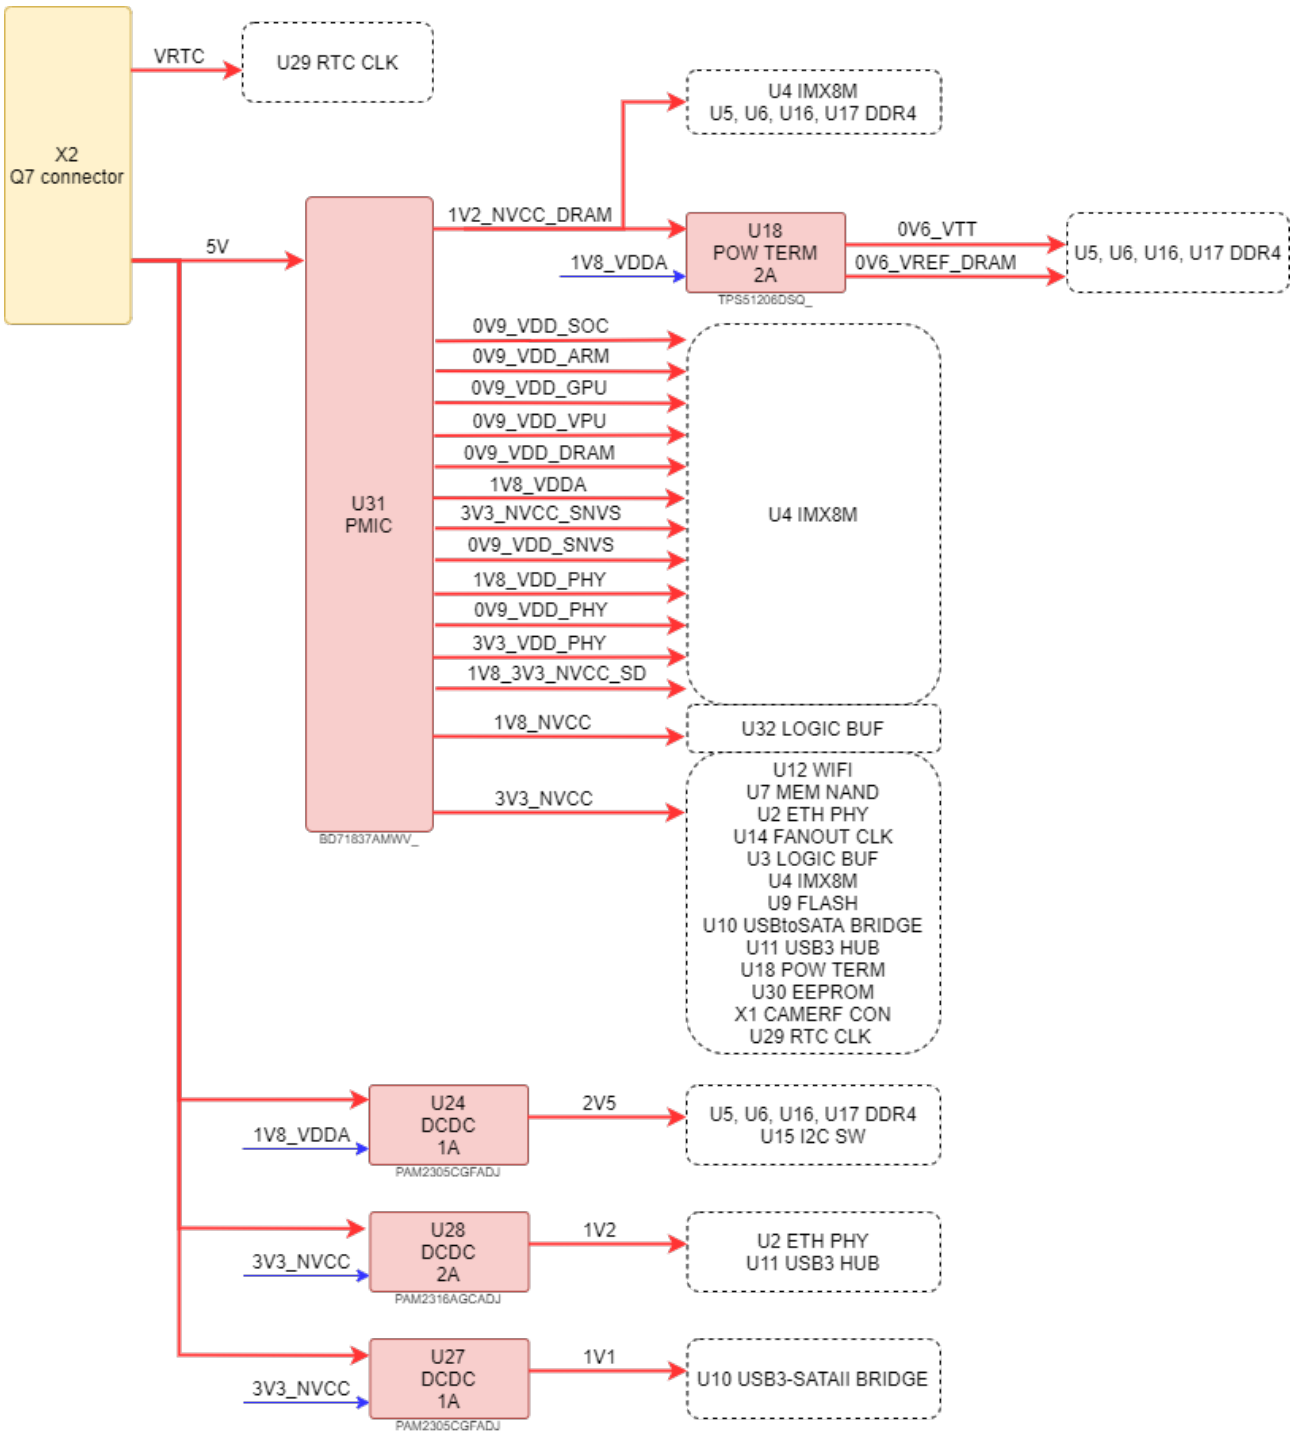 X2
Q7 connector
VRTC
U29 RTC CLK
5V
U31
PMIC
BD71837AMWV_
1V2_NVCC_DRAM
U4 IMX8M
U5, U6, U16, U17 DDR4
1V8_VDDA
U18
POW TERM
2A
TPS51206DSQ_
0V6_VTT
0V6_VREF_DRAM
U5, U6, U16, U17 DDR4
0V9_VDD_SOC
0V9_VDD_ARM
0V9_VDD_GPU
0V9_VDD_VPU
0V9_VDD_DRAM
1V8_VDDA
3V3_NVCC_SNVS
0V9_VDD_SNVS
1V8_VDD_PHY
0V9_VDD_PHY
3V3_VDD_PHY
1V8_3V3_NVCC_SD
U4 IMX8M
1V8_NVCC
U32 LOGIC BUF
3V3_NVCC
U12 WIFI
U7 MEM NAND
U2 ETH PHY
U14 FANOUT CLK
U3 LOGIC BUF
U4 IMX8M
U9 FLASH
U10 USBtoSATA BRIDGE
U11 USB3 HUB
U18 POW TERM
U30 EEPROM
X1 CAMERF CON
U29 RTC CLK
1V8_VDDA
U24
DCDC
1A
PAM2305CGFADJ
2V5
U5, U6, U16, U17 DDR4
U15 I2C SW
3V3_NVCC
U28
DCDC
2A
PAM2316AGCADJ
1V2
U2 ETH PHY
U11 USB3 HUB
3V3_NVCC
U27
DCDC
1A
PAM2305CGFADJ
1V1
U10 USB3-SATAII BRIDGE